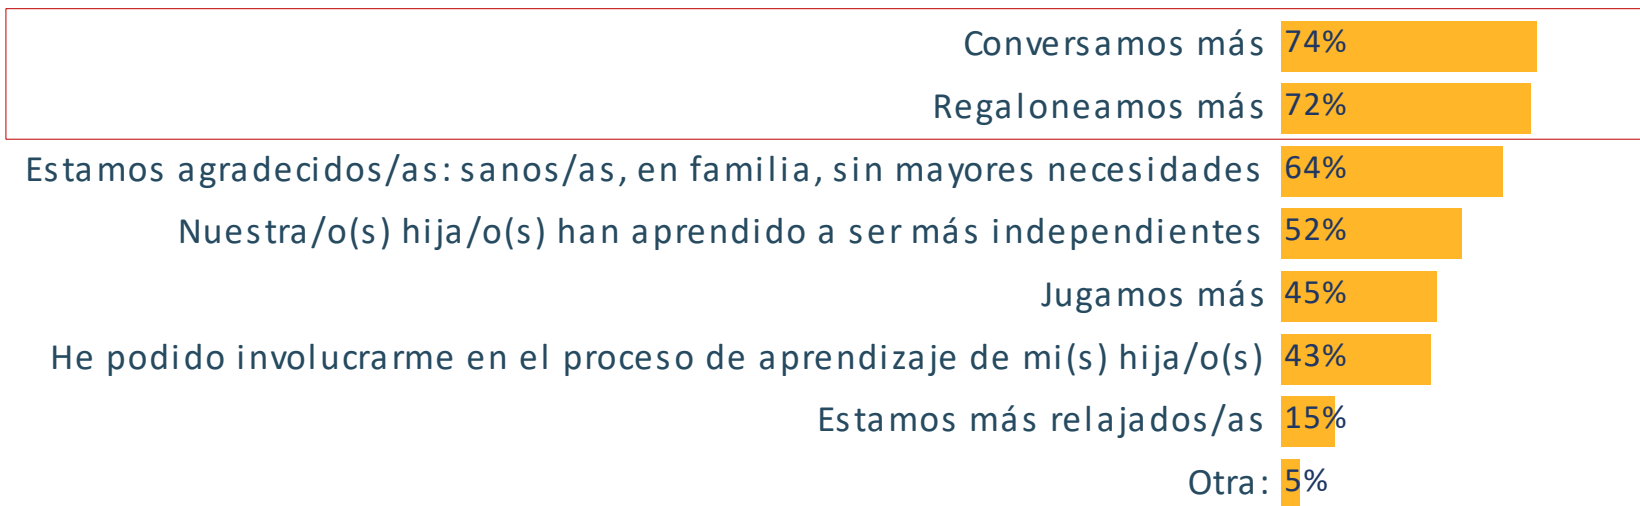 Conversamos más 74%
Regaloneamos más 72%
Estamos agradecidos/as: sanos/as, en familia, sin mayores necesidades 64%
Nuestra/o(s) hija/o(s) han aprendido a ser más independientes 52%
Jugamos más 45%
He podido involucrarme en el proceso de aprendizaje de mi(s) hija/o(s) 43%
Estamos más relajados/as 15%
Otra: 5%